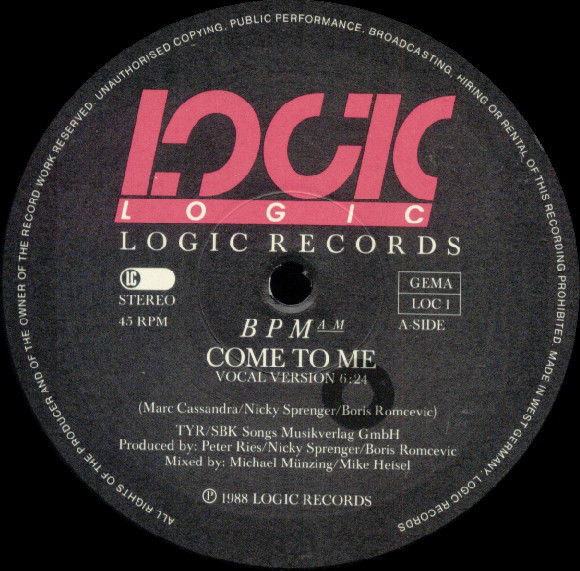 ALL RIGHTS OF THE PRODUCER AND OF THE OWNER OF THE RECORD WORK RESERVED. UNAUTHORISED COPYING, PUBLIC PERFORMANCE, BROADCASTING, HIRING OR RENTAL OF THIS RECORDING PROHIBITED. MADE IN WEST GERMANY. LOGIC RECORDS
LOGIC
LOGIC
LOGIC RECORDS
LC
STEREO
45 RPM
GEMA
LOC 1
A-SIDE
BPM AM
COME TO ME
VOCAL VERSION 6:24
(Marc Cassandra/Nicky Sprenger/Boris Romcevic)
TYR/SBK Songs Musikverlag GmbH
Produced by: Peter Ries/Nicky Sprenger/Boris Romcevic
Mixed by: Michael Münzing/Mike Heisel
Ⓟ 1988 LOGIC RECORDS